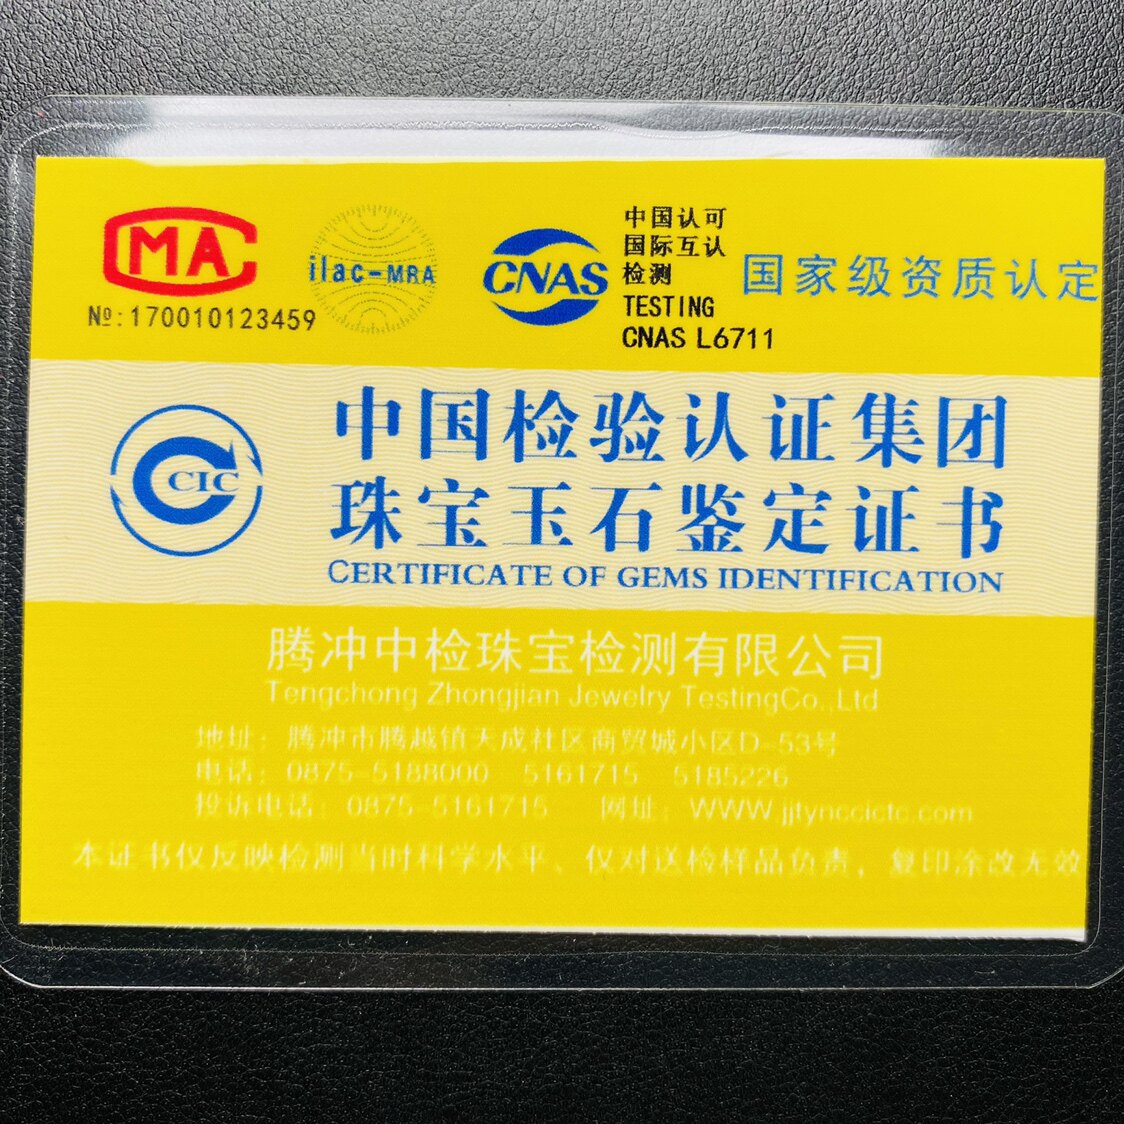 CMA
№:170010123459
ilac-MRA
CNAS
中国认可
国际互认
检测
TESTING
CNAS L6711
国家级资质认定
CCIC
中国检验认证集团
珠宝玉石鉴定证书
CERTIFICATE OF GEMS IDENTIFICATION
腾冲中检珠宝检测有限公司
Tengchong Zhongjian Jewelry TestingCo.,Ltd
地址：腾冲市腾越镇天成社区商贸城小区D-53号
电话：0875-5188000 5161715 5185226
投诉电话：0875-5161715 网址：WWW.jjtynccictc.com
本证书仅反映检测当时科学水平、仅对送检样品负责，复印涂改无效